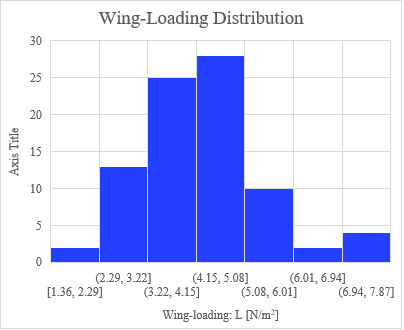 Wing-Loading Distribution
30
25
20
15
10
5
0
Axis Title
(2.29, 3.22] (4.15, 5.08] (6.01, 6.94]
[1.36, 2.29] (3.22, 4.15] (5.08, 6.01] (6.94, 7.87]
Wing-loading: L [N/m²]